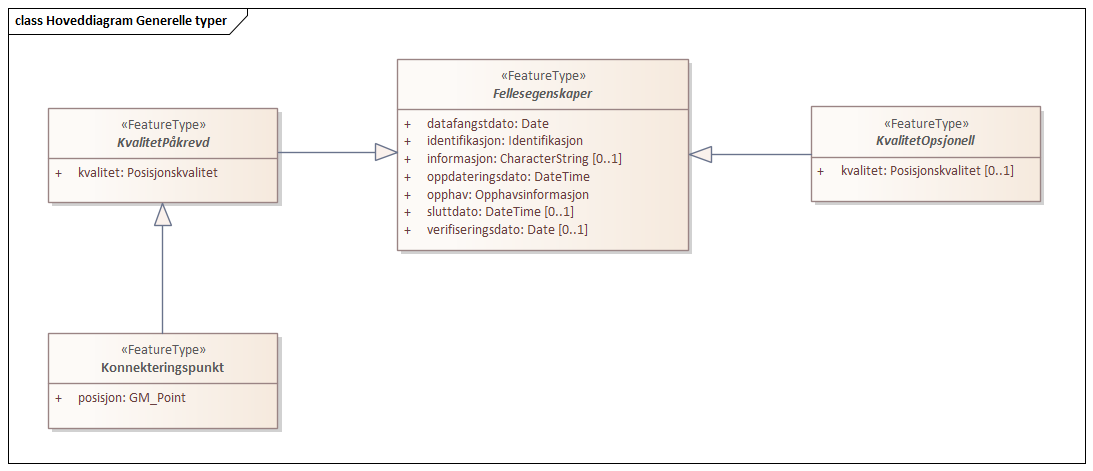 class Hoveddiagram Generelle typer
«FeatureType»
KvalitetPåkrevd
+ kvalitet: Posisjonskvalitet
«FeatureType»
Fellesegenskaper
+ datafangstdato: Date
+ identifikasjon: Identifikasjon
+ informasjon: CharacterString [0..1]
+ oppdateringsdato: DateTime
+ opphav: Opphavsinformasjon
+ sluttdato: DateTime [0..1]
+ verifiseringsdato: Date [0..1]
«FeatureType»
KvalitetOpsjonell
+ kvalitet: Posisjonskvalitet [0..1]
«FeatureType»
Konnekteringspunkt
+ posisjon: GM_Point